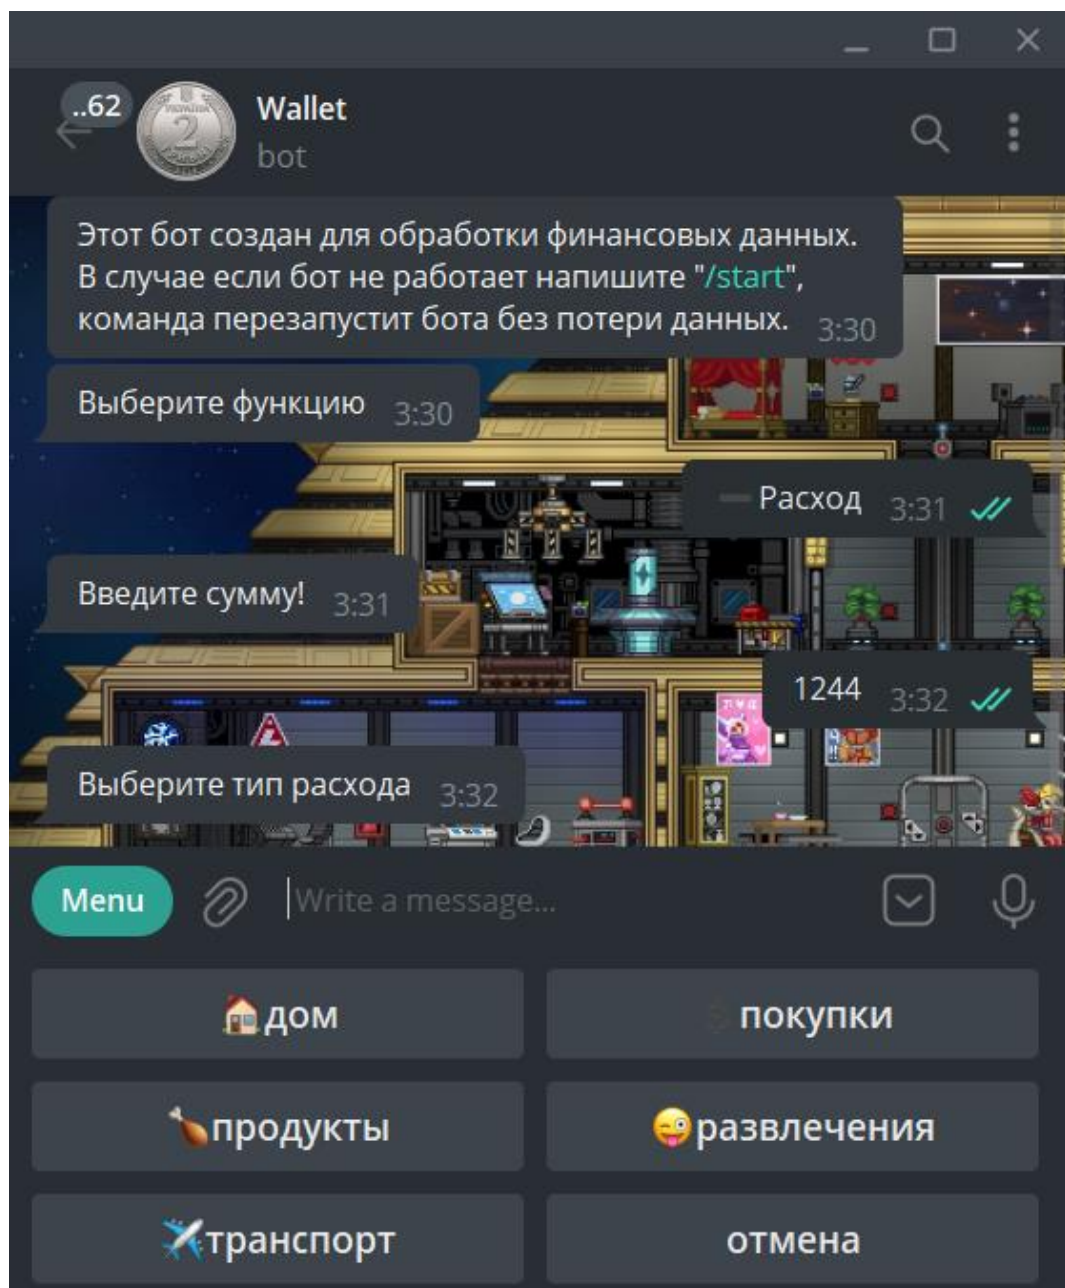 ..62
Wallet
bot
Этот бот создан для обработки финансовых данных.
В случае если бот не работает напишите "/start",
команда перезапустит бота без потери данных. 3:30
Выберите функцию 3:30
➖Расход 3:31
Введите сумму! 3:31
1244 3:32
Выберите тип расхода 3:32
Menu Write a message...
🏠дом
покупки
🍗продукты
😜развлечения
✈️транспорт
отмена